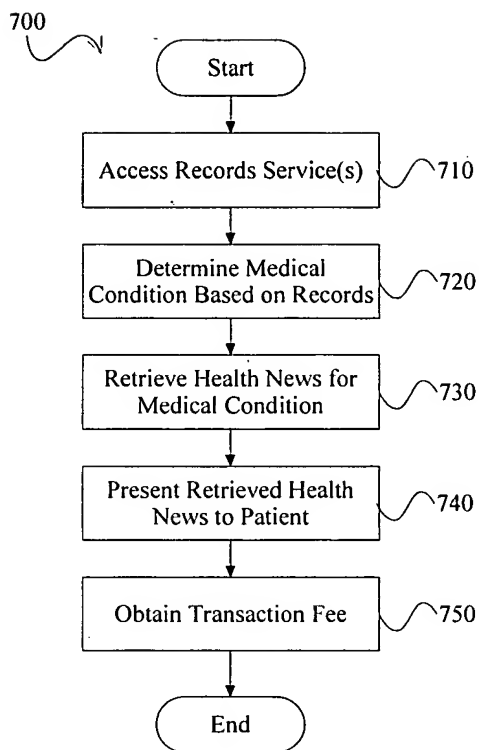 700
Start
Access Records Service(s)
710
Determine Medical
Condition Based on Records
720
Retrieve Health News for
Medical Condition
730
Present Retrieved Health
News to Patient
740
Obtain Transaction Fee
750
End